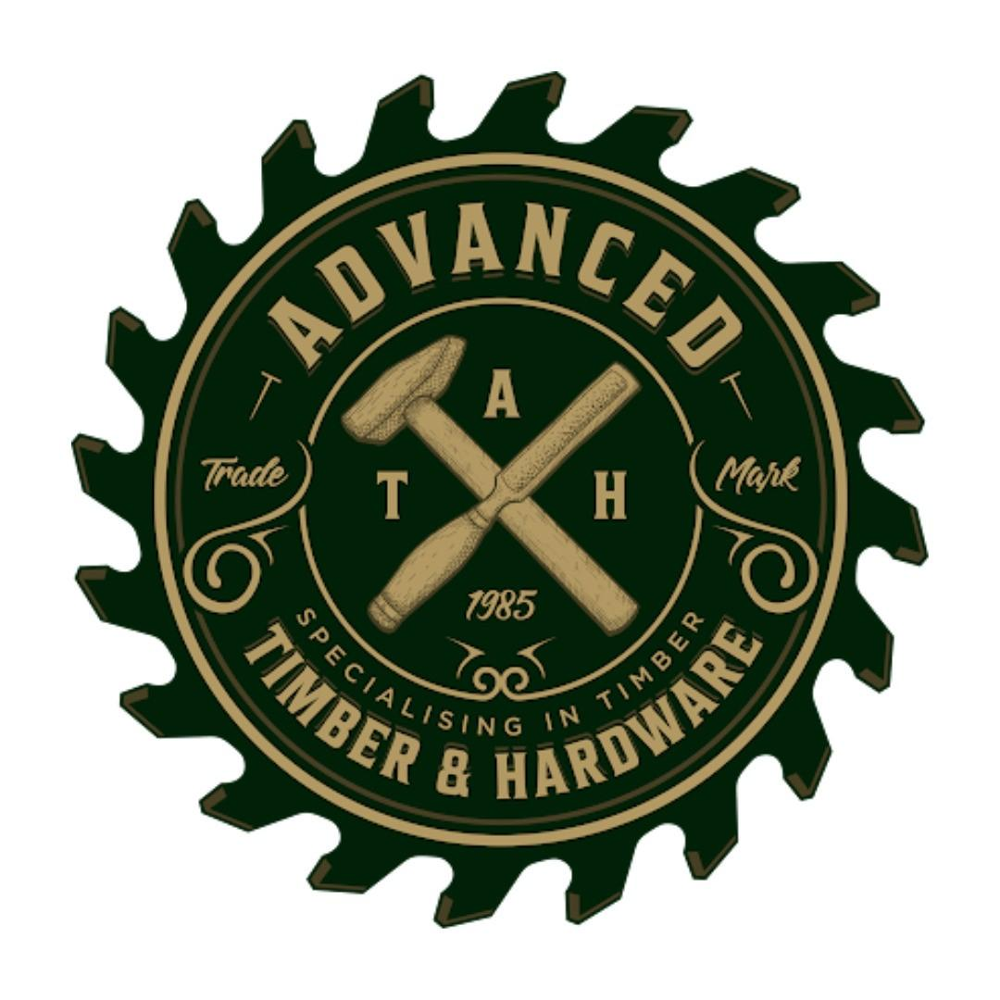 ADVANCED
A
T H
Trade Mark
1985
SPECIALISING IN TIMBER
TIMBER & HARDWARE